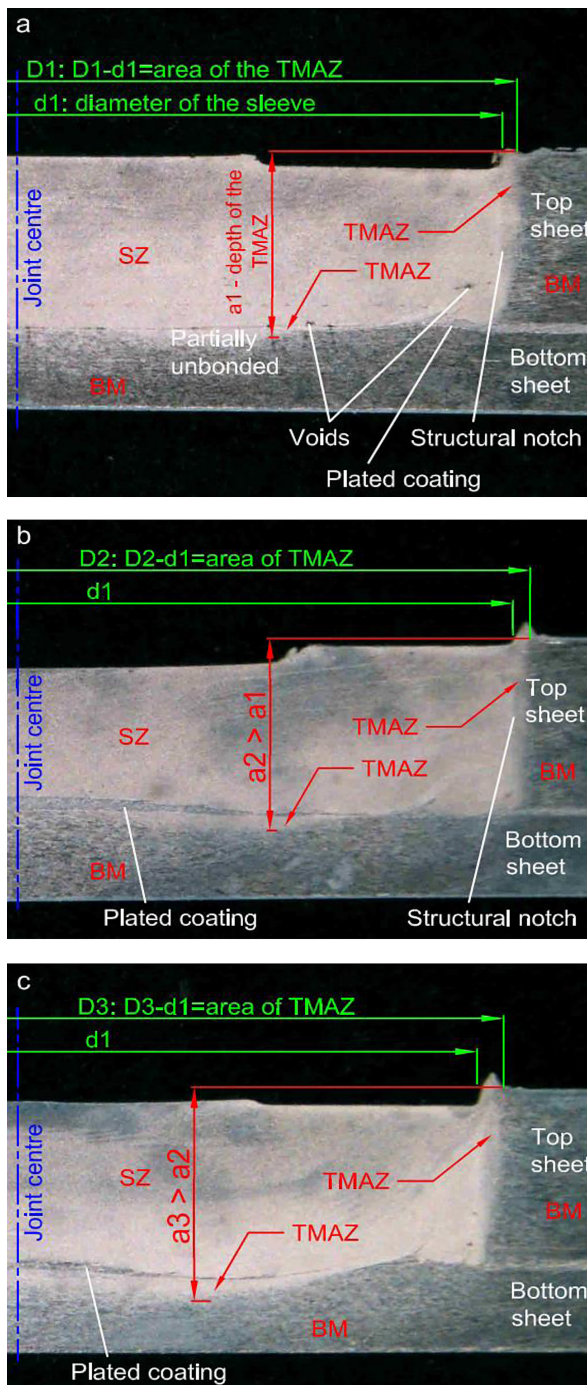 a
D1: D1-d1=area of the TMAZ
d1: diameter of the sleeve
Joint centre
SZ
a1 - depth of the
TMAZ
TMAZ
TMAZ
Top
sheet
BM
Partially
unbonded
BM
Bottom
sheet
Voids
Structural notch
Plated coating
b
D2: D2-d1=area of TMAZ
d1
Joint centre
SZ
a2 > a1
TMAZ
TMAZ
Top
sheet
BM
BM
Bottom
sheet
Plated coating
Structural notch
c
D3: D3-d1=area of TMAZ
d1
Joint centre
SZ
a3 > a2
TMAZ
TMAZ
Top
sheet
BM
BM
Bottom
sheet
Plated coating